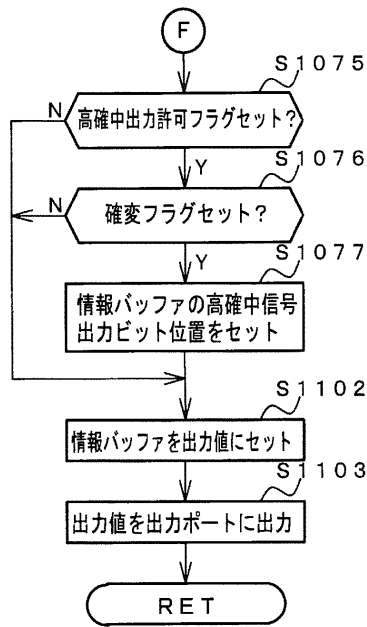 F
S1075
高確中出力許可フラグセット？
N
Y
S1076
確変フラグセット？
N
Y
S1077
情報バッファの高確中信号
出力ビット位置をセット
S1102
情報バッファを出力値にセット
S1103
出力値を出力ポートに出力
RET